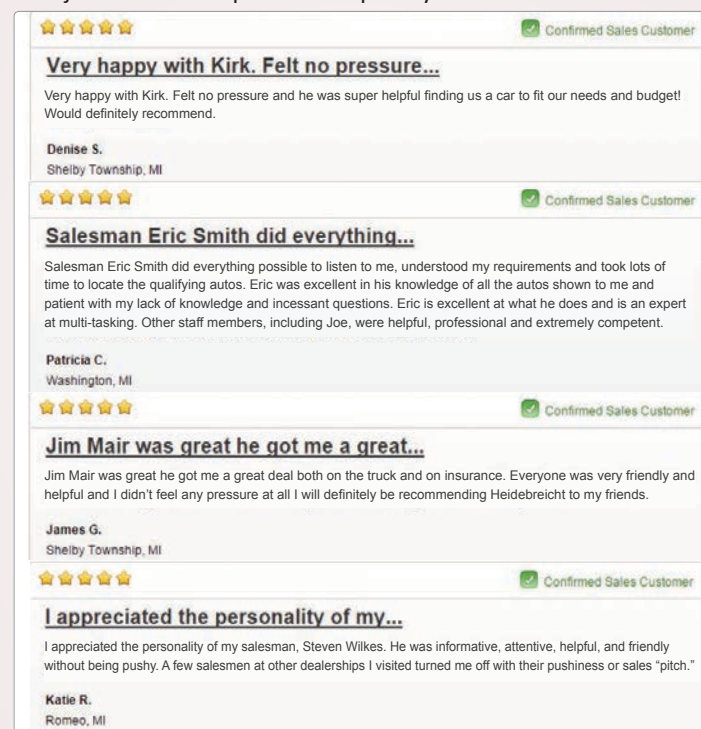 Confirmed Sales Customer
Very happy with Kirk. Felt no pressure...
Very happy with Kirk. Felt no pressure and he was super helpful finding us a car to fit our needs and budget!
Would definitely recommend.
Denise S.
Shelby Township, MI
Confirmed Sales Customer
Salesman Eric Smith did everything...
Salesman Eric Smith did everything possible to listen to me, understood my requirements and took lots of
time to locate the qualifying autos. Eric was excellent in his knowledge of all the autos shown to me and
patient with my lack of knowledge and incessant questions. Eric is excellent at what he does and is an expert
at multi-tasking. Other staff members, including Joe, were helpful, professional and extremely competent.
Patricia C.
Washington, MI
Confirmed Sales Customer
Jim Mair was great he got me a great...
Jim Mair was great he got me a great deal both on the truck and on insurance. Everyone was very friendly and
helpful and I didn’t feel any pressure at all I will definitely be recommending Heidebreicht to my friends.
James G.
Shelby Township, MI
Confirmed Sales Customer
I appreciated the personality of my...
I appreciated the personality of my salesman, Steven Wilkes. He was informative, attentive, helpful, and friendly
without being pushy. A few salesmen at other dealerships I visited turned me off with their pushiness or sales “pitch.”
Katie R.
Romeo, MI